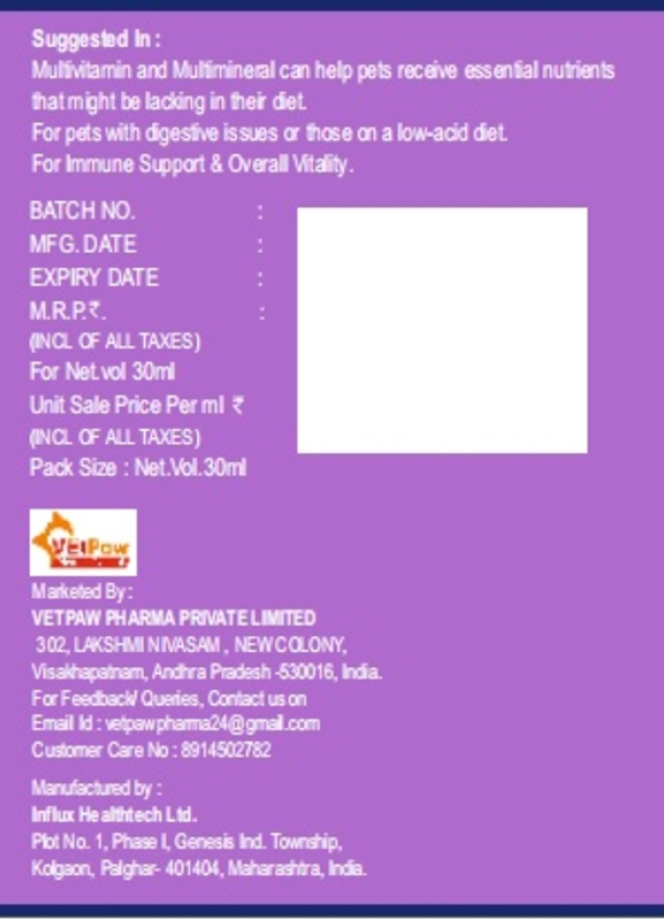 Suggested In :
Multivitamin and Multimineral can help pets receive essential nutrients
that might be lacking in their diet.
For pets with digestive issues or those on a low-acid diet.
For Immune Support & Overall Vitality.
BATCH NO. :
MFG. DATE :
EXPIRY DATE :
M.R.P.₹. :
(INCL OF ALL TAXES)
For Net.vol 30ml
Unit Sale Price Per ml ₹
(INCL OF ALL TAXES)
Pack Size : Net.Vol.30ml
VEtPaw
Marketed By :
VETPAW PHARMA PRIVATE LIMITED
302, LAKSHMI NIVASAM , NEW COLONY,
Visakhapatnam, Andhra Pradesh -530016, India.
For Feedback/ Queries, Contact us on
Email Id : vetpawpharma24@gmail.com
Customer Care No : 8914502782
Manufactured by :
Influx Healthtech Ltd.
Plot No. 1, Phase I, Genesis Ind. Township,
Kolgaon, Palghar- 401404, Maharashtra, India.